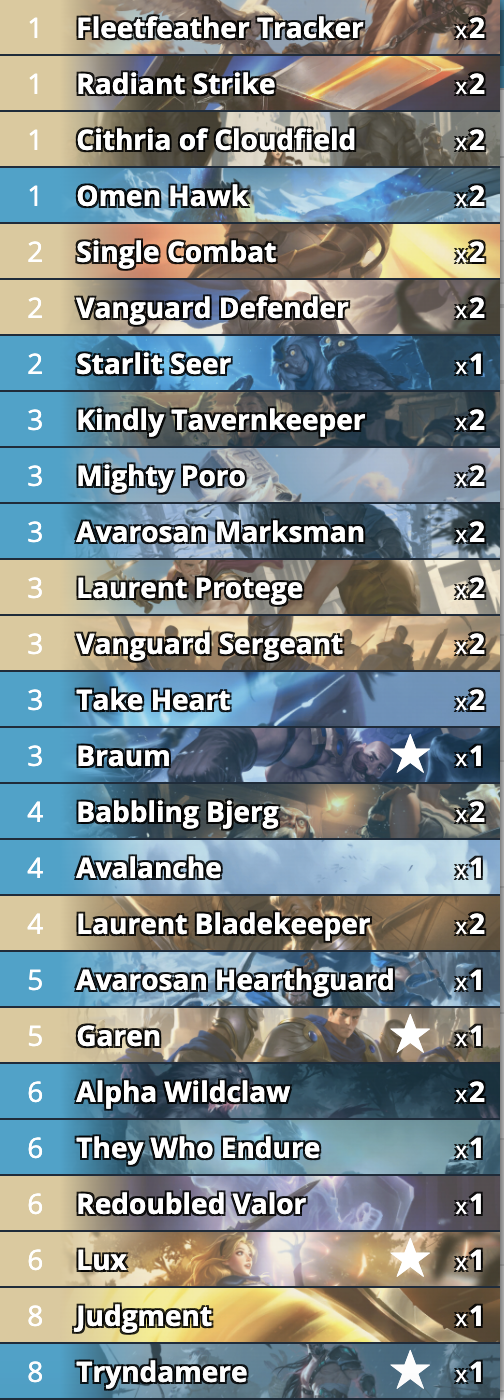 1 Fleetfeather Tracker x2
1 Radiant Strike x2
1 Cithria of Cloudfield x2
1 Omen Hawk x2
2 Single Combat x2
2 Vanguard Defender x2
2 Starlit Seer x1
3 Kindly Tavernkeeper x2
3 Mighty Poro x2
3 Avarosan Marksman x2
3 Laurent Protege x2
3 Vanguard Sergeant x2
3 Take Heart x2
3 Braum x1
4 Babbling Bjerg x2
4 Avalanche x1
4 Laurent Bladekeeper x2
5 Avarosan Hearthguard x1
5 Garen x1
6 Alpha Wildclaw x2
6 They Who Endure x1
6 Redoubled Valor x1
6 Lux x1
8 Judgment x1
8 Tryndamere x1